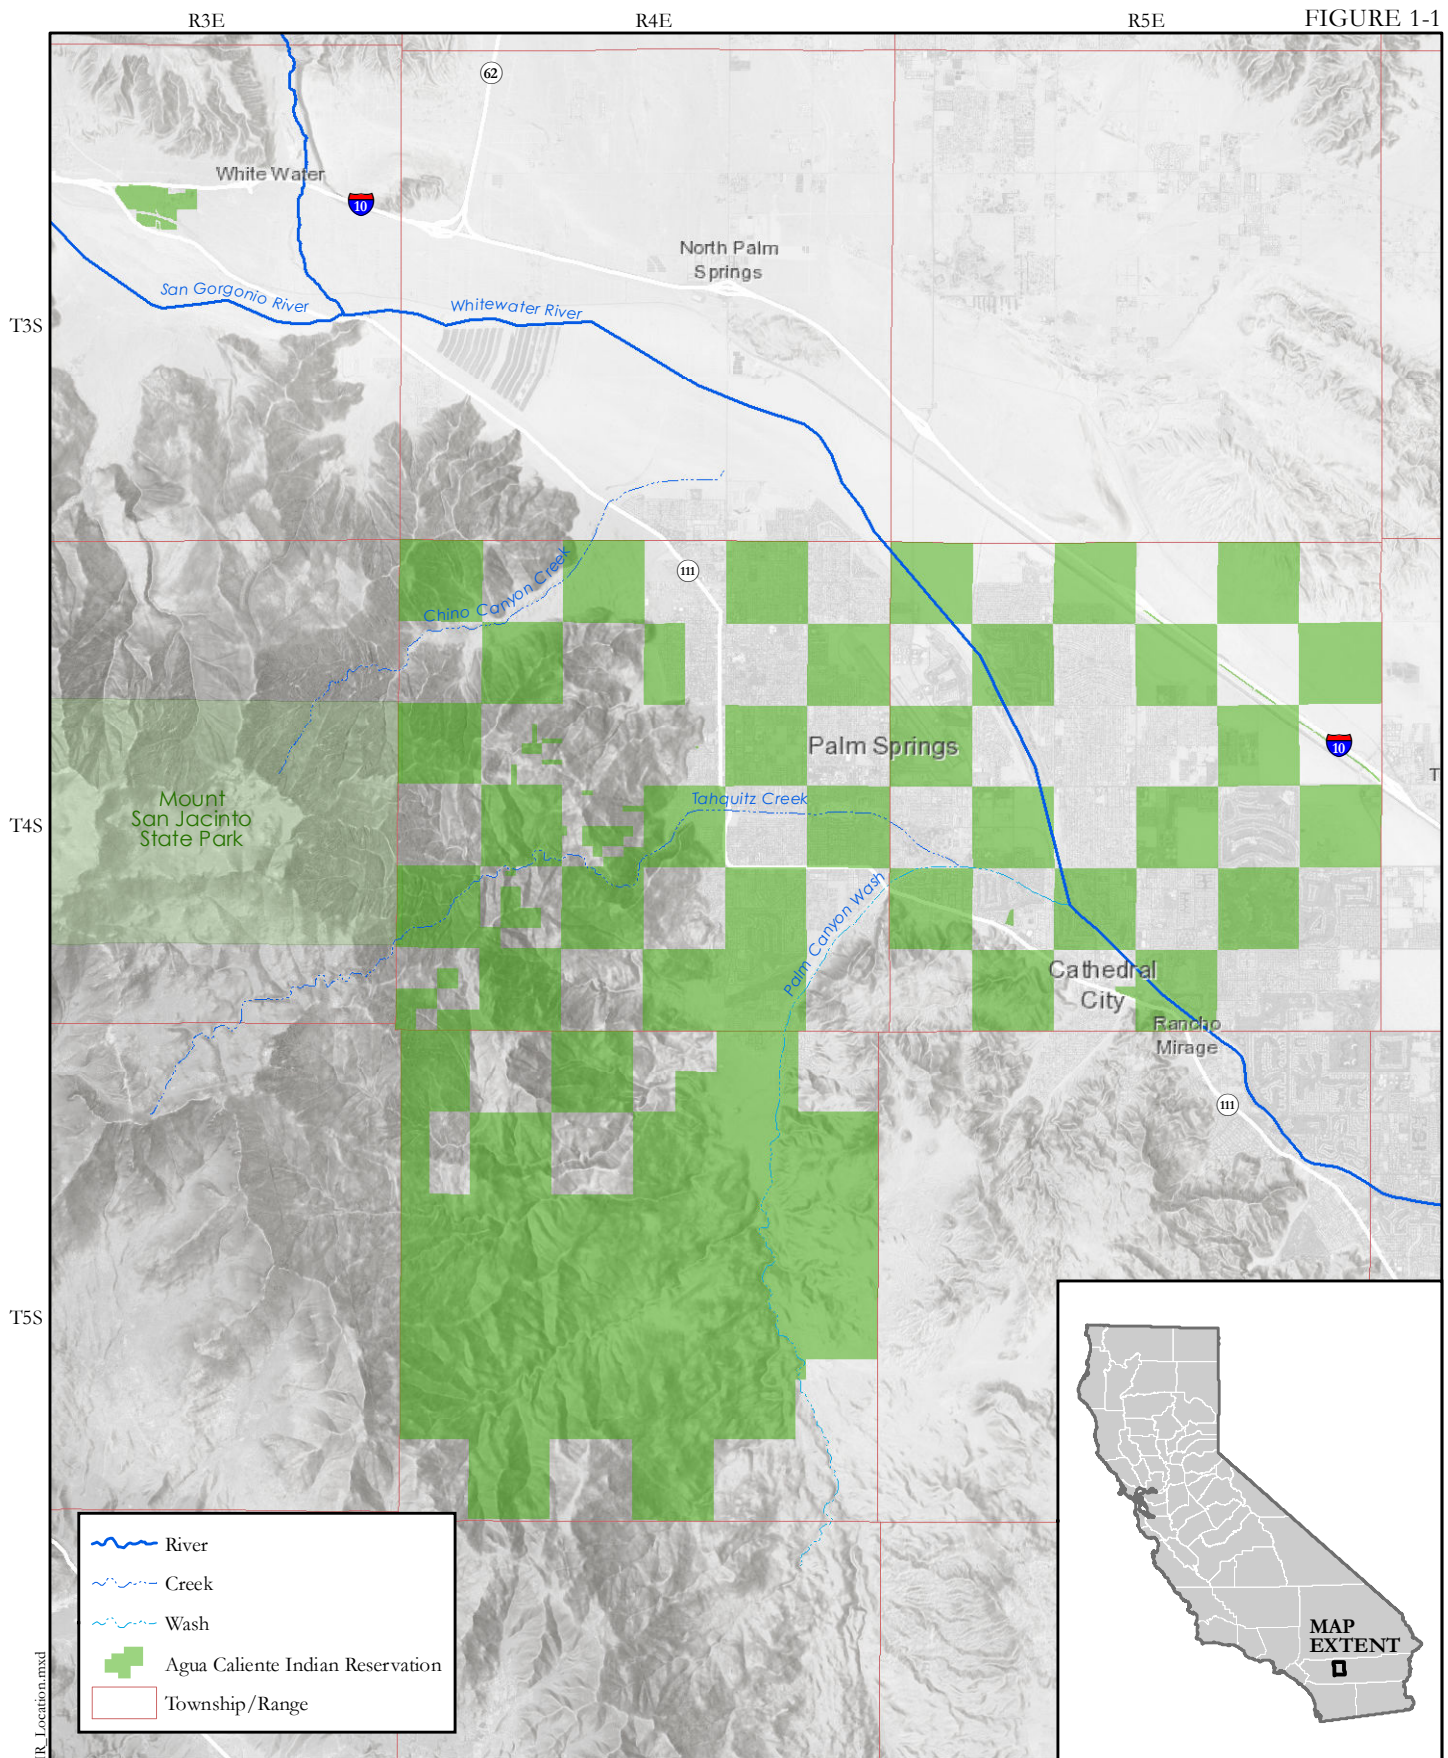 R3E
R4E
R5E
FIGURE 1-1
62
White Water
10
North Palm
Springs
San Gorgonio River
Whitewater River
T3S
111
Chino Canyon Creek
Palm Springs
10
T
Mount
San Jacinto
State Park
Tahquitz Creek
T4S
Palm Canyon Wash
Cathedral
City
Rancho
Mirage
111
T5S
MAP
EXTENT
River
Creek
Wash
Agua Caliente Indian Reservation
Township/Range
IR_Location.mxd